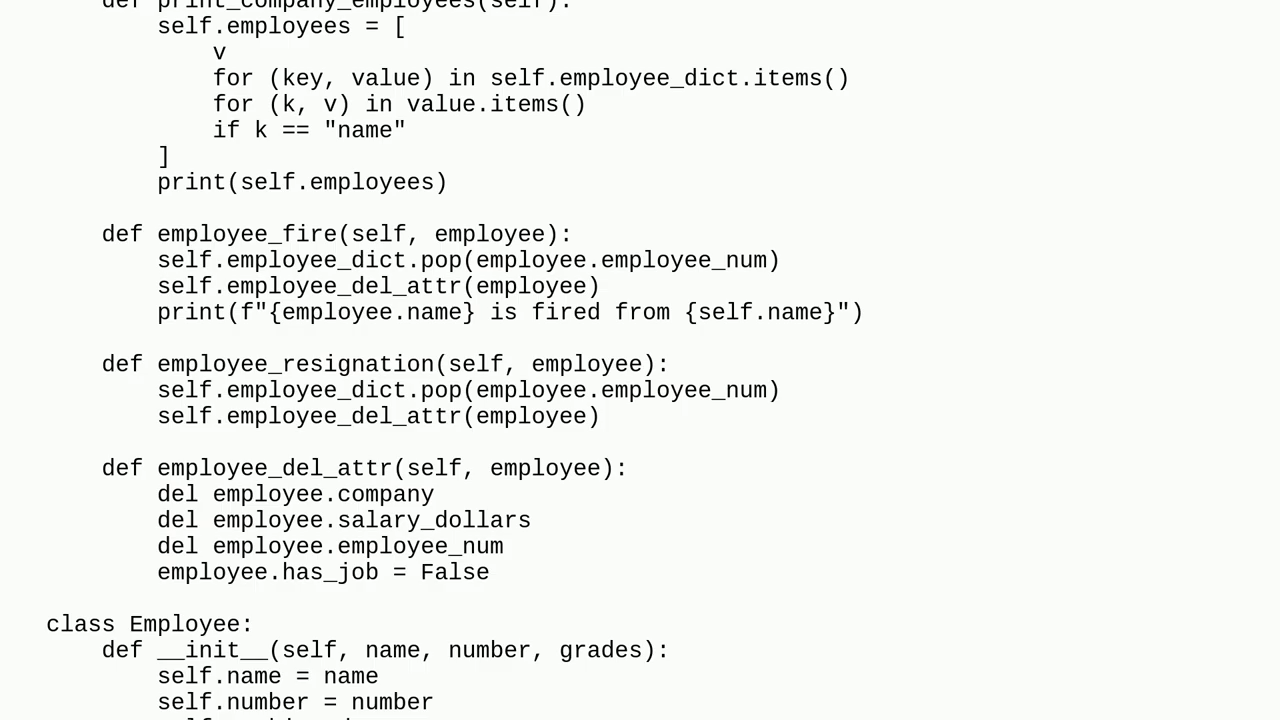 def print_company_employees(self):
self.employees = [
v
for (key, value) in self.employee_dict.items()
for (k, v) in value.items()
if k == "name"
]
print(self.employees)
def employee_fire(self, employee):
self.employee_dict.pop(employee.employee_num)
self.employee_del_attr(employee)
print(f"{employee.name} is fired from {self.name}")
def employee_resignation(self, employee):
self.employee_dict.pop(employee.employee_num)
self.employee_del_attr(employee)
def employee_del_attr(self, employee):
del employee.company
del employee.salary_dollars
del employee.employee_num
employee.has_job = False
class Employee:
def __init__(self, name, number, grades):
self.name = name
self.number = number